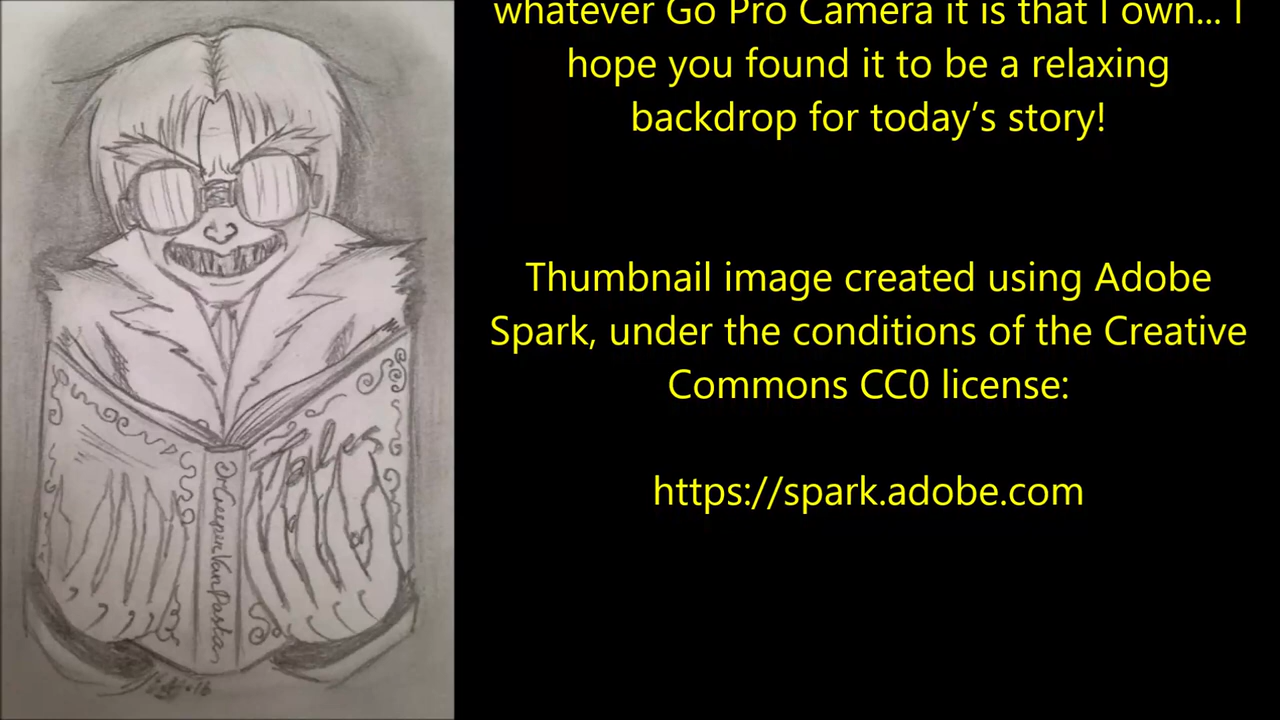 whatever Go Pro Camera it is that I own... I
hope you found it to be a relaxing
backdrop for today’s story!
Thumbnail image created using Adobe
Spark, under the conditions of the Creative
Commons CC0 license:
https://spark.adobe.com
Tales
DrCreepenVanPasta